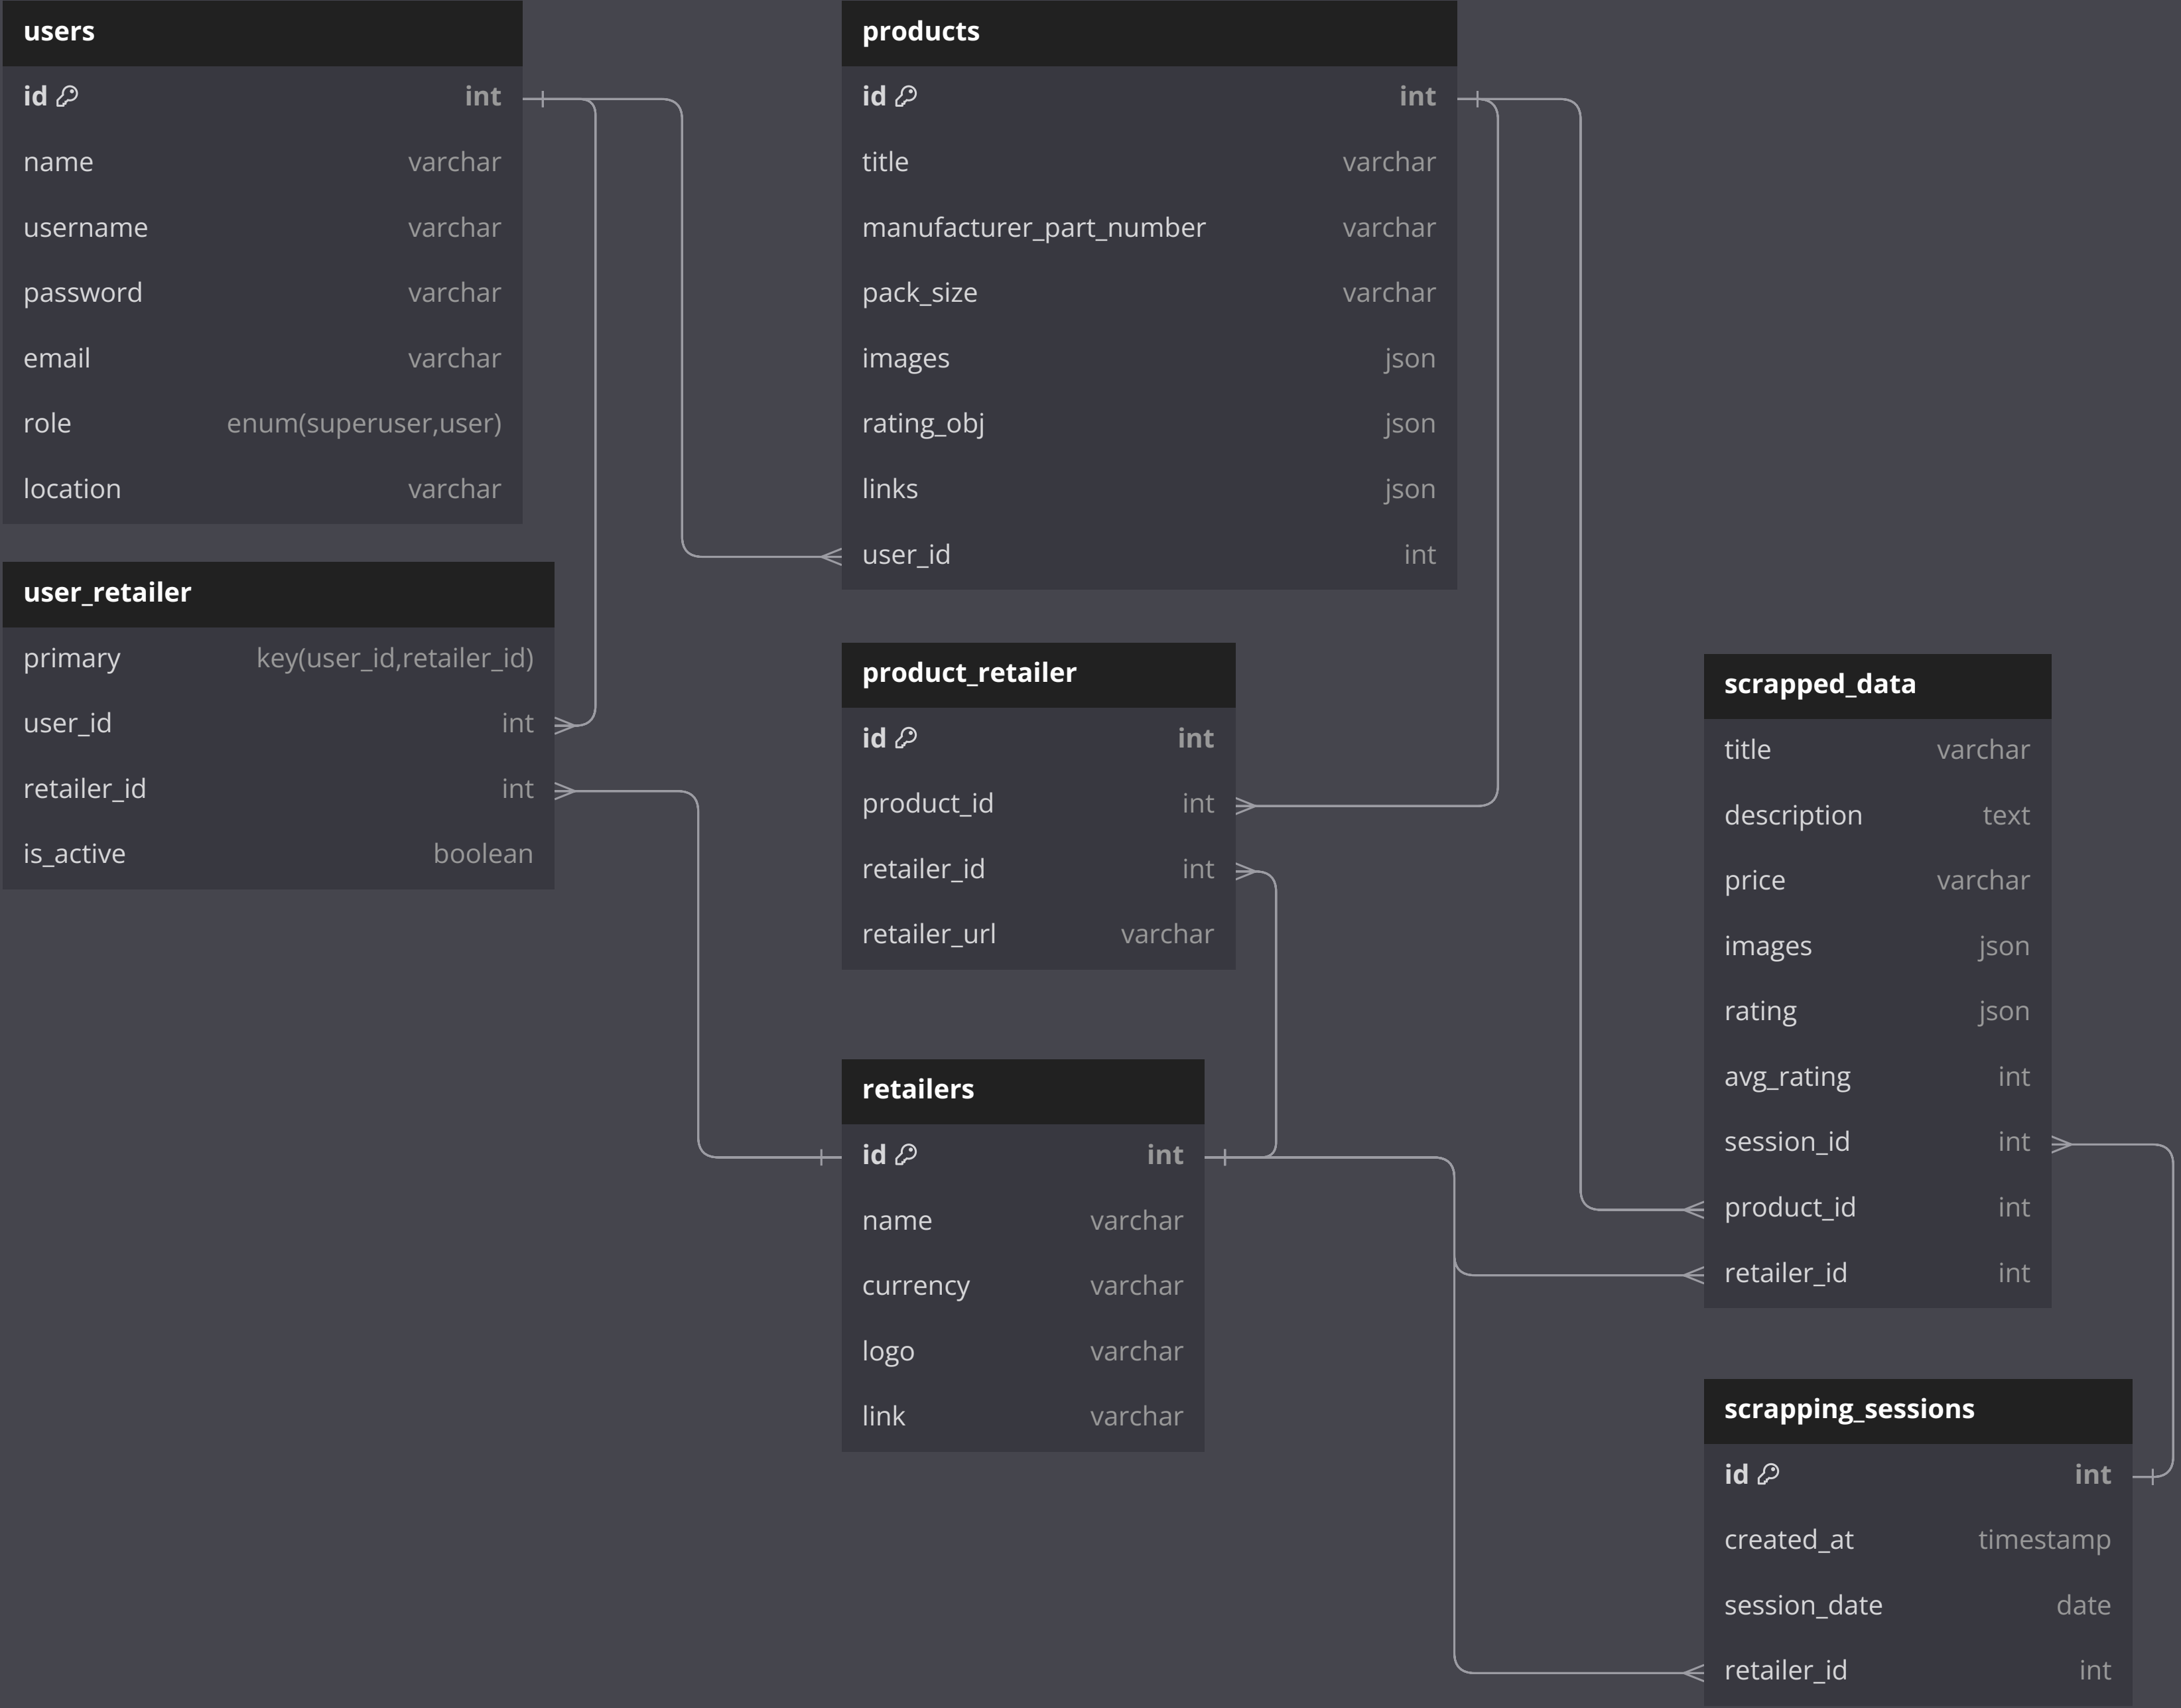 users
id int
name varchar
username varchar
password varchar
email varchar
role enum(superuser,user)
location varchar
user_retailer
primary key(user_id,retailer_id)
user_id int
retailer_id int
is_active boolean
products
id int
title varchar
manufacturer_part_number varchar
pack_size varchar
images json
rating_obj json
links json
user_id int
product_retailer
id int
product_id int
retailer_id int
retailer_url varchar
retailers
id int
name varchar
currency varchar
logo varchar
link varchar
scrapped_data
title varchar
description text
price varchar
images json
rating json
avg_rating int
session_id int
product_id int
retailer_id int
scrapping_sessions
id int
created_at timestamp
session_date date
retailer_id int